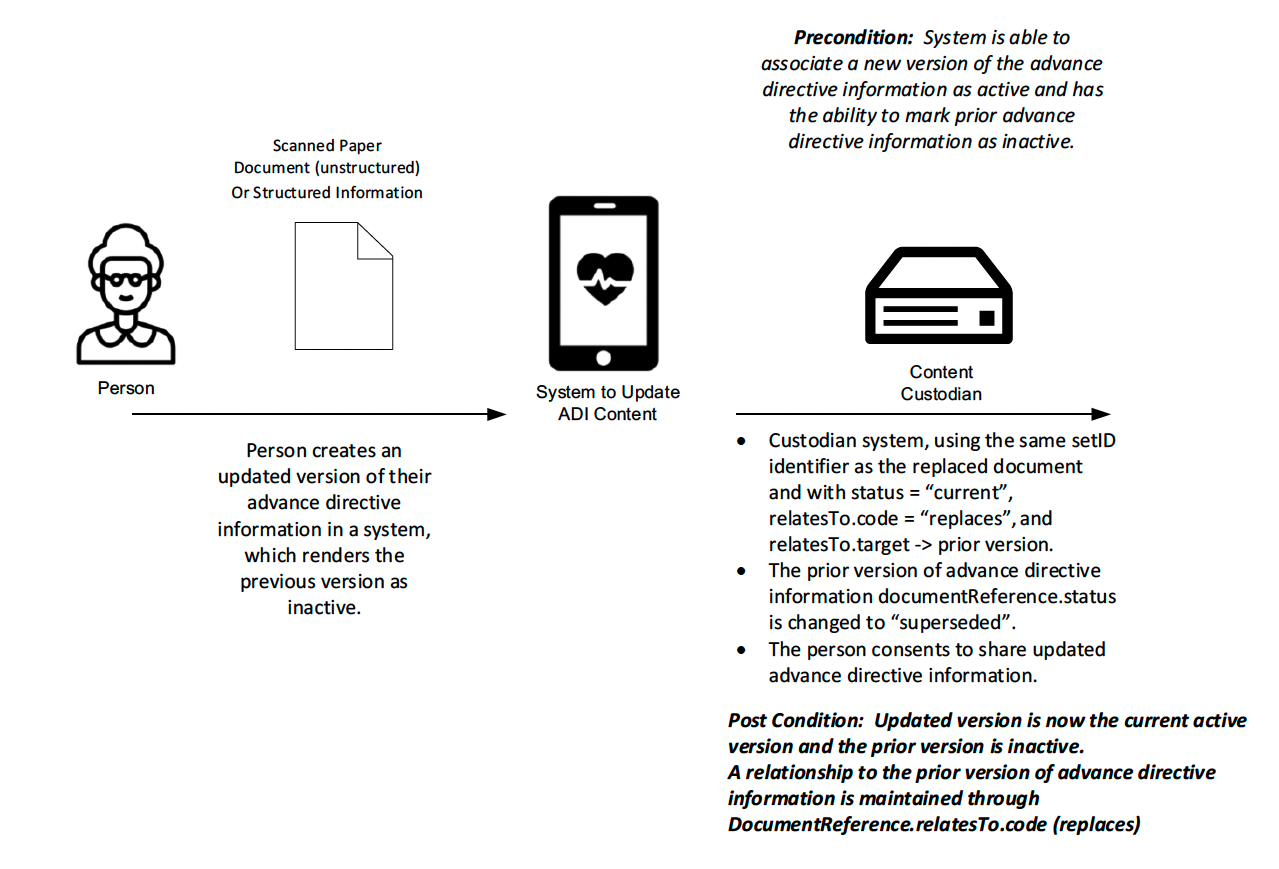 Precondition:  System is able to
associate a new version of the advance
directive information as active and has
the ability to mark prior advance
directive information as inactive.
Scanned Paper
Document (unstructured)
Or Structured Information
Person
System to Update
ADI Content
Content
Custodian
Person creates an
updated version of their
advance directive
information in a system,
which renders the
previous version as
inactive.
• Custodian system, using the same setID
identifier as the replaced document
and with status = “current”,
relatesTo.code = “replaces”, and
relatesTo.target -> prior version.
• The prior version of advance directive
information documentReference.status
is changed to “superseded”.
• The person consents to share updated
advance directive information.
Post Condition:  Updated version is now the current active
version and the prior version is inactive.
A relationship to the prior version of advance directive
information is maintained through
DocumentReference.relatesTo.code (replaces)